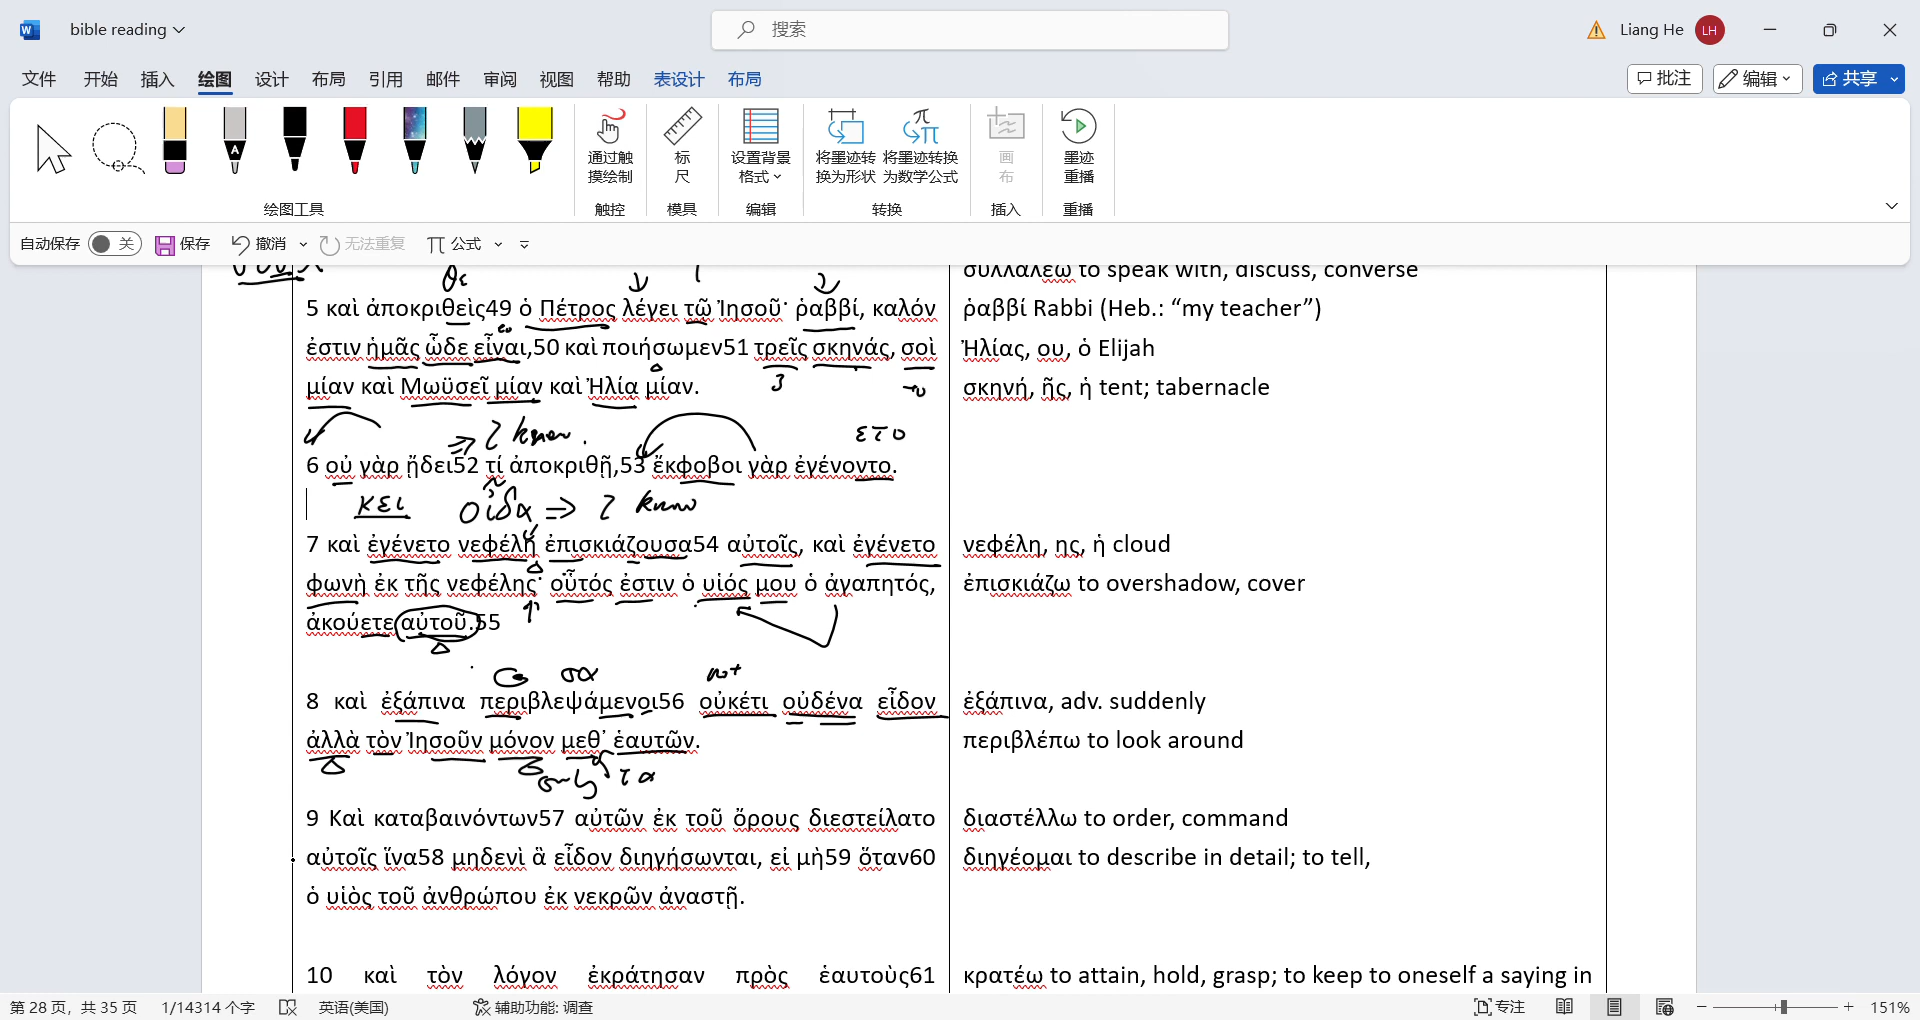 bible reading
搜索
Liang He
LH
文件 开始 插入 绘图 设计 布局 引用 邮件 审阅 视图 帮助 表设计 布局
批注 编辑 共享
通过触摸绘制
标尺
设置背景格式
将墨迹转换为形状
将墨迹转换为数学公式
画布
墨迹重播
绘图工具 触控 模具 编辑 转换 插入 重播
自动保存 关 保存 撤消 无法重复 公式
συλλαλέω to speak with, discuss, converse
θε
5 καὶ ἀποκριθεὶς49 ὁ Πέτρος λέγει τῷ Ἰησοῦ· ῥαββί, καλόν
ἐστιν ἡμᾶς ὧδε εἶναι,50 καὶ ποιήσωμεν51 τρεῖς σκηνάς, σοὶ
μίαν καὶ Μωϋσεῖ μίαν καὶ Ἠλίᾳ μίαν.
3
ῥαββί Rabbi (Heb.: “my teacher”)
Ἠλίας, ου, ὁ Elijah
σκηνή, ῆς, ἡ tent; tabernacle
⇒ I know.
ετο
6 οὐ γὰρ ᾔδει52 τί ἀποκριθῇ,53 ἔκφοβοι γὰρ ἐγένοντο.
κει οἶδα ⇒ I know
7 καὶ ἐγένετο νεφέλη ἐπισκιάζουσα54 αὐτοῖς, καὶ ἐγένετο
φωνὴ ἐκ τῆς νεφέλης· οὗτός ἐστιν ὁ υἱός μου ὁ ἀγαπητός,
ἀκούετε αὐτοῦ.55
νεφέλη, ης, ἡ cloud
ἐπισκιάζω to overshadow, cover
σα
8 καὶ ἐξάπινα περιβλεψάμενοι56 οὐκέτι οὐδένα εἶδον
ἀλλὰ τὸν Ἰησοῦν μόνον μεθ᾽ ἑαυτῶν.
τα
ἐξάπινα, adv. suddenly
περιβλέπω to look around
9 Καὶ καταβαινόντων57 αὐτῶν ἐκ τοῦ ὄρους διεστείλατο
αὐτοῖς ἵνα58 μηδενὶ ἃ εἶδον διηγήσωνται, εἰ μὴ59 ὅταν60
ὁ υἱὸς τοῦ ἀνθρώπου ἐκ νεκρῶν ἀναστῇ.
διαστέλλω to order, command
διηγέομαι to describe in detail; to tell,
10 καὶ τὸν λόγον ἐκράτησαν πρὸς ἑαυτοὺς61
κρατέω to attain, hold, grasp; to keep to oneself a saying in
第 28 页，共 35 页 1/14314 个字 英语(美国) 辅助功能: 调查 专注 151%